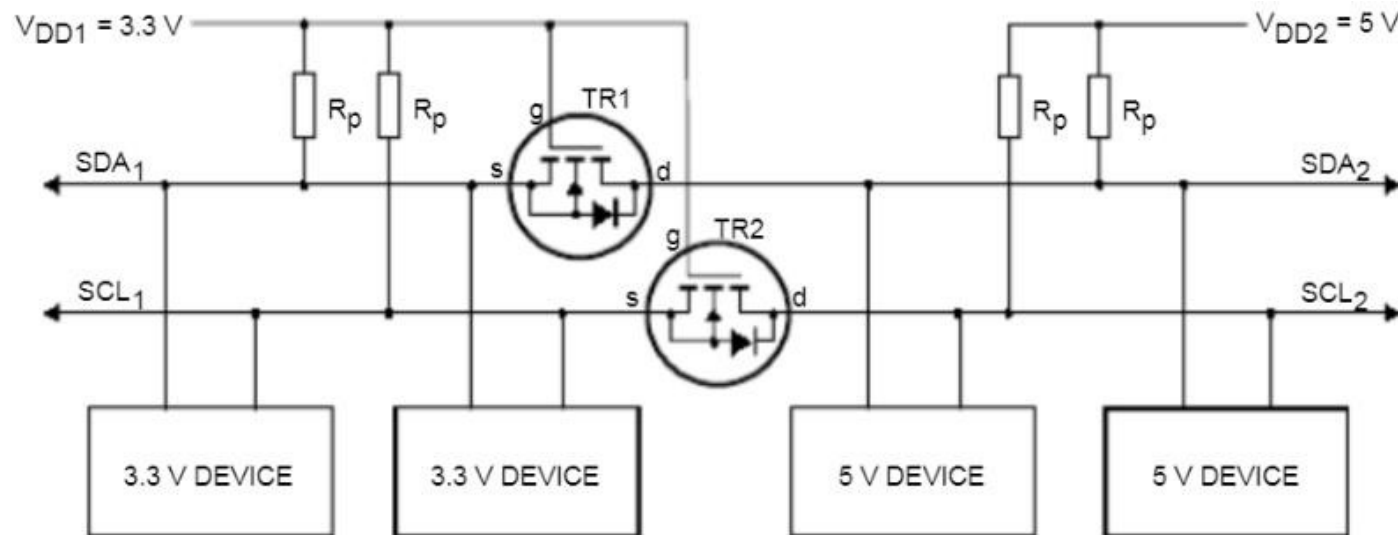 VDD1 = 3.3 V
VDD2 = 5 V
TR1
Rp
Rp
g
Rp
Rp
SDA1
s
d
SDA2
TR2
g
SCL1
s
d
SCL2
3.3 V DEVICE
3.3 V DEVICE
5 V DEVICE
5 V DEVICE